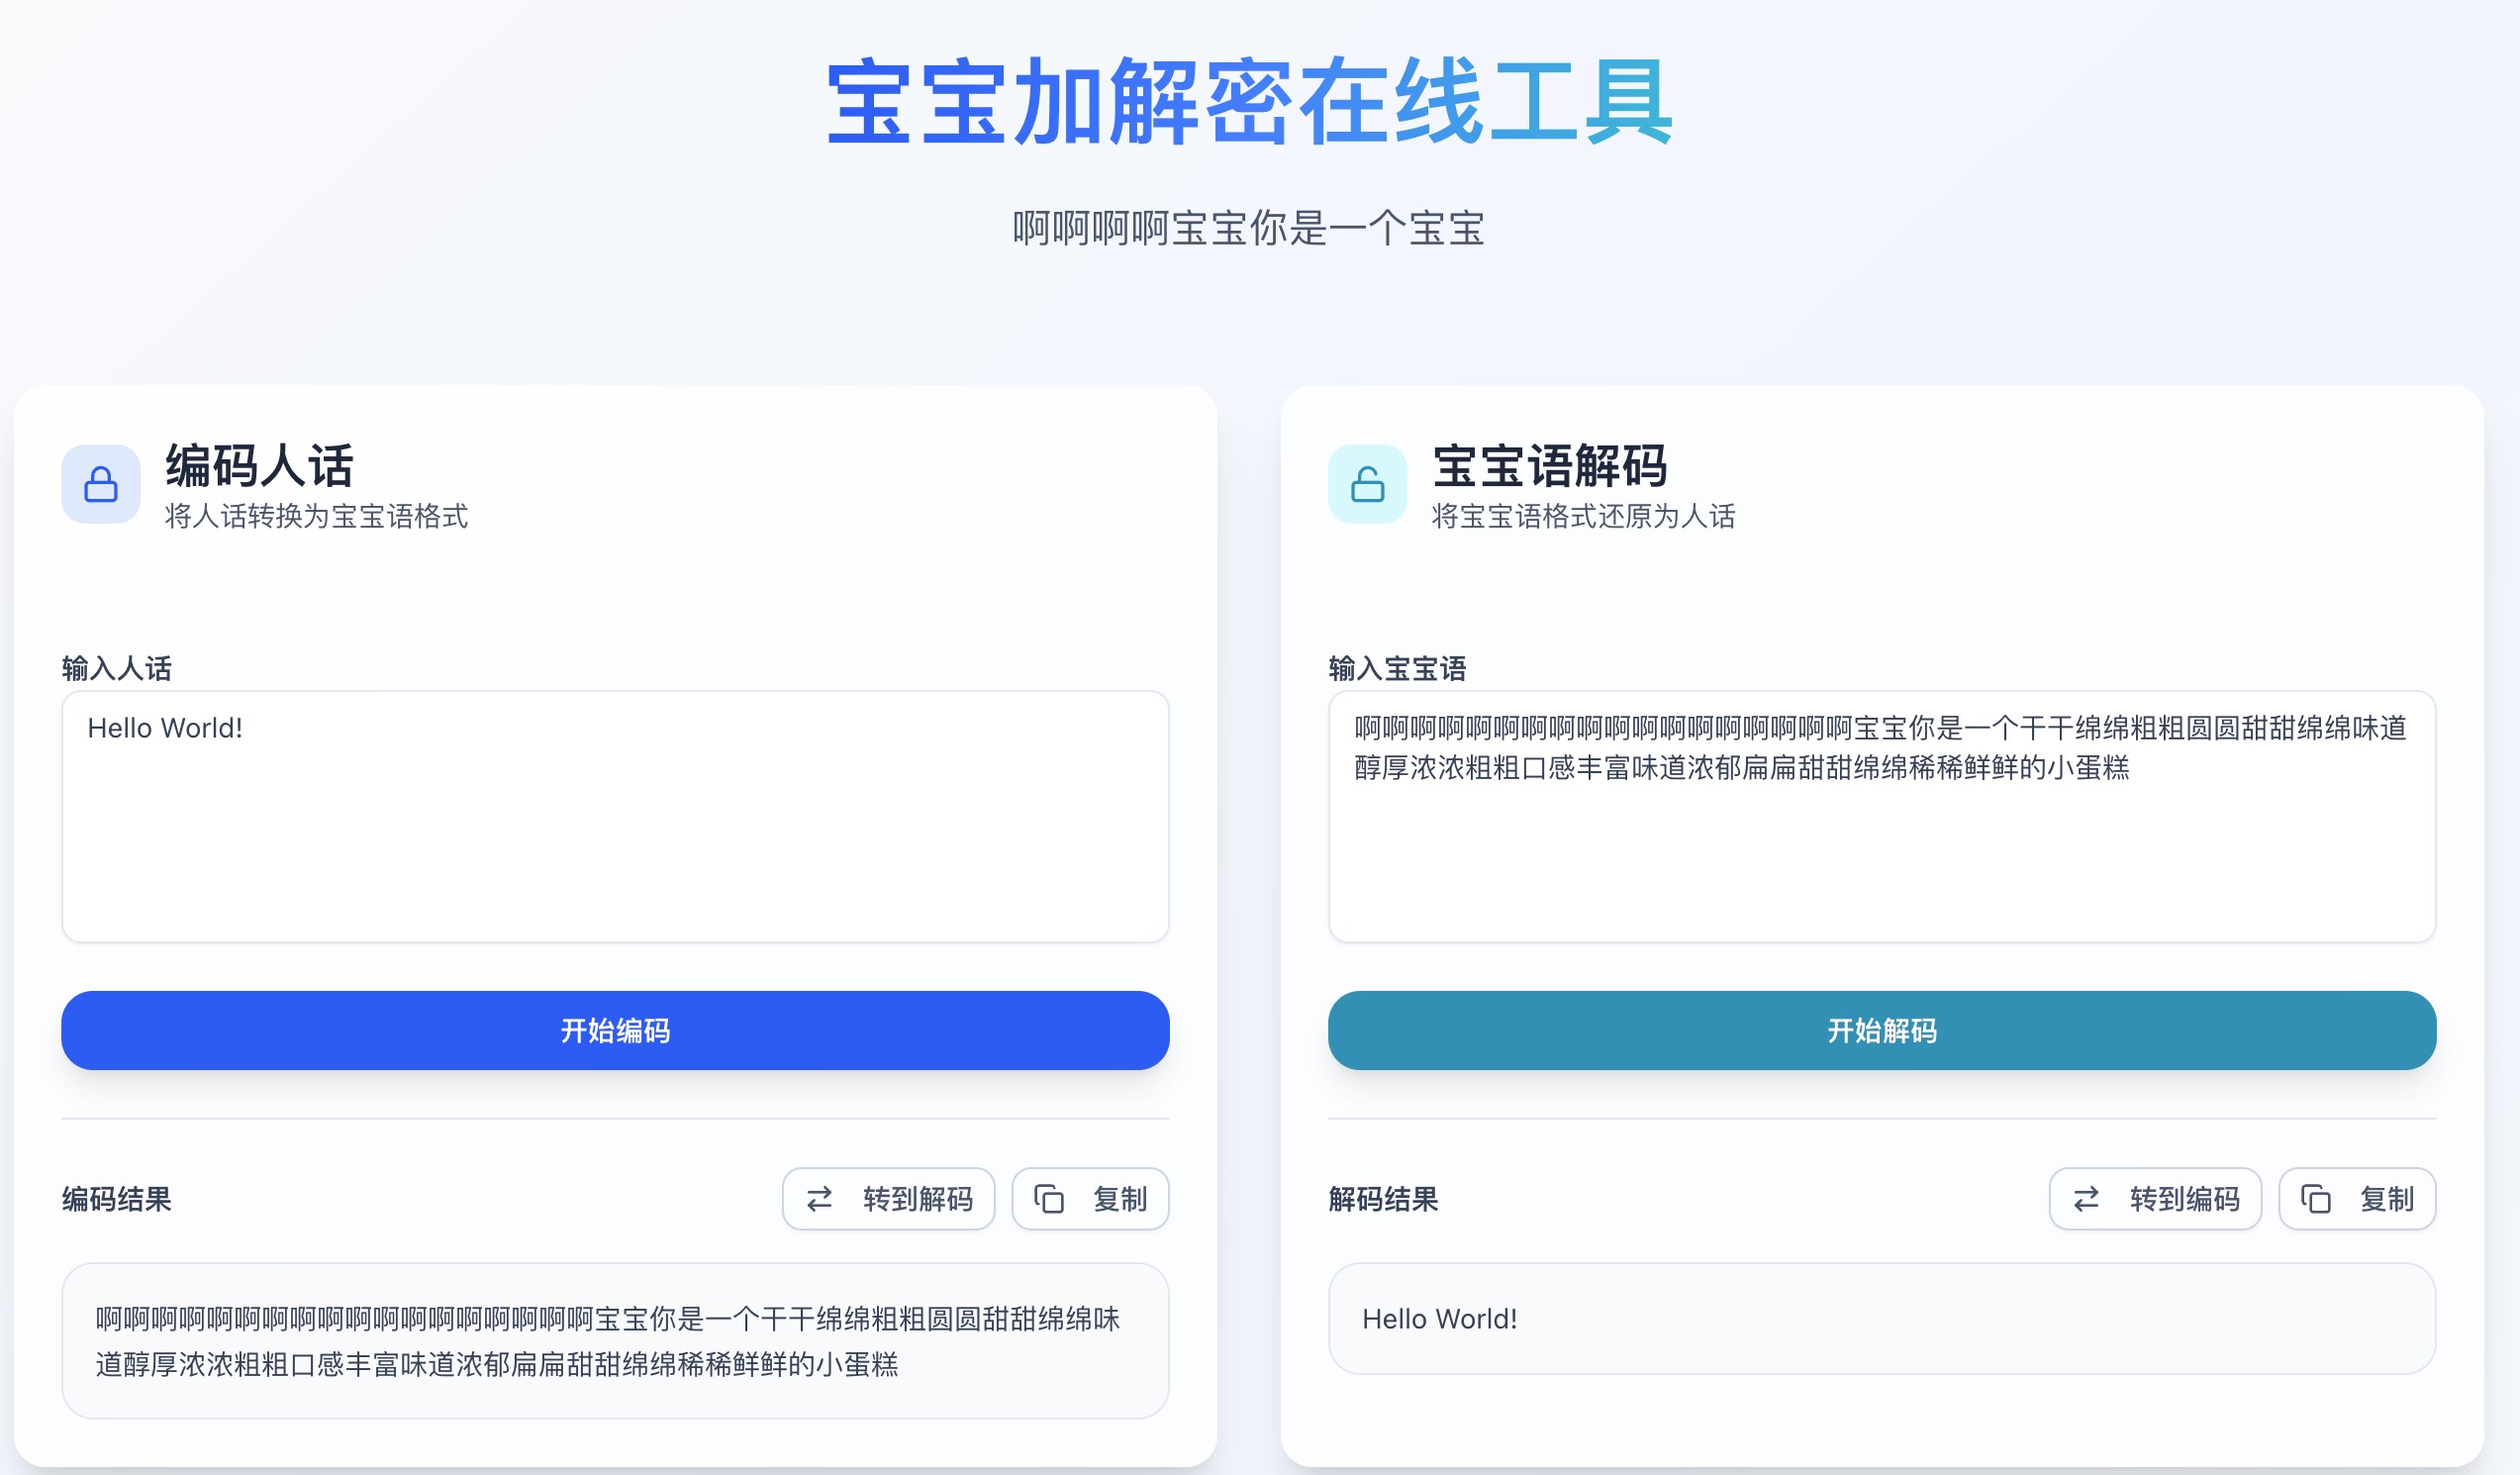 宝宝加解密在线工具
啊啊啊啊宝宝你是一个宝宝
编码人话
将人话转换为宝宝语格式
输入人话
Hello World!
开始编码
编码结果
转到解码
复制
啊啊啊啊啊啊啊啊啊啊啊啊啊啊啊啊啊啊宝宝你是一个干干绵绵粗粗圆圆甜甜绵绵味
道醇厚浓浓粗粗口感丰富味道浓郁扁扁甜甜绵绵稀稀鲜鲜的小蛋糕
宝宝语解码
将宝宝语格式还原为人话
输入宝宝语
啊啊啊啊啊啊啊啊啊啊啊啊啊啊啊啊啊啊宝宝你是一个干干绵绵粗粗圆圆甜甜绵绵味道
醇厚浓浓粗粗口感丰富味道浓郁扁扁甜甜绵绵稀稀鲜鲜的小蛋糕
开始解码
解码结果
转到编码
复制
Hello World!